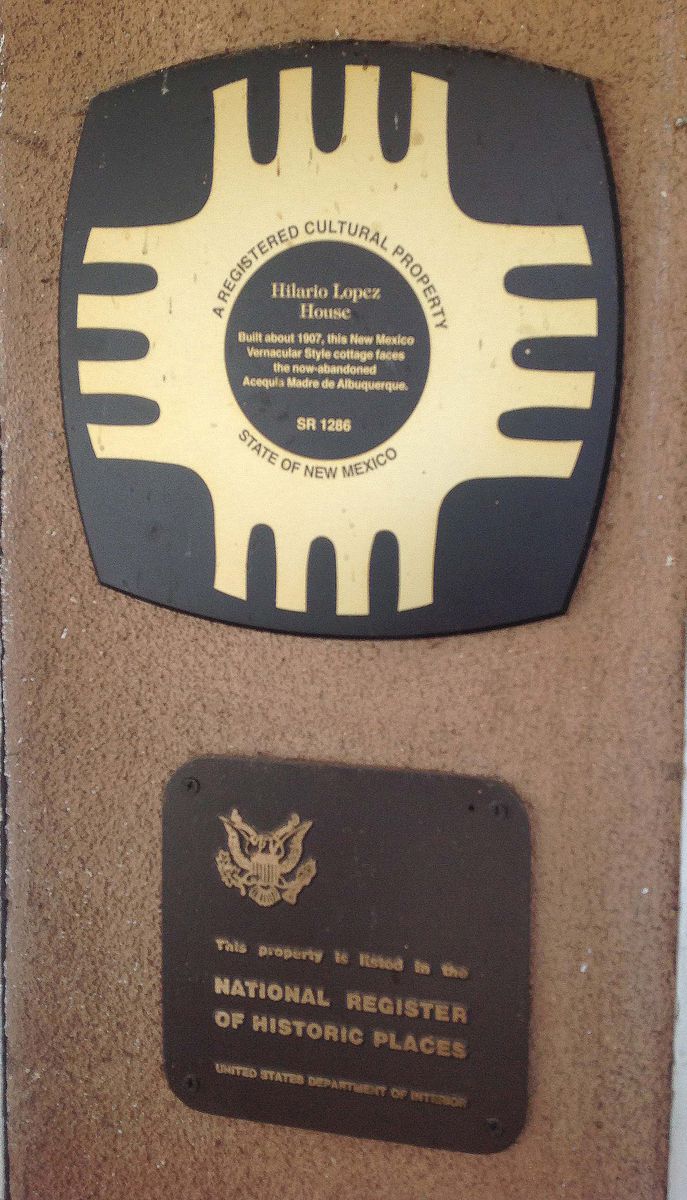 A REGISTERED CULTURAL PROPERTY
Hilario Lopez
House
Built about 1907, this New Mexico
Vernacular Style cottage faces
the now-abandoned
Acequia Madre de Albuquerque.
SR 1286
STATE OF NEW MEXICO
This property is listed in the
NATIONAL REGISTER
OF HISTORIC PLACES
UNITED STATES DEPARTMENT OF INTERIOR